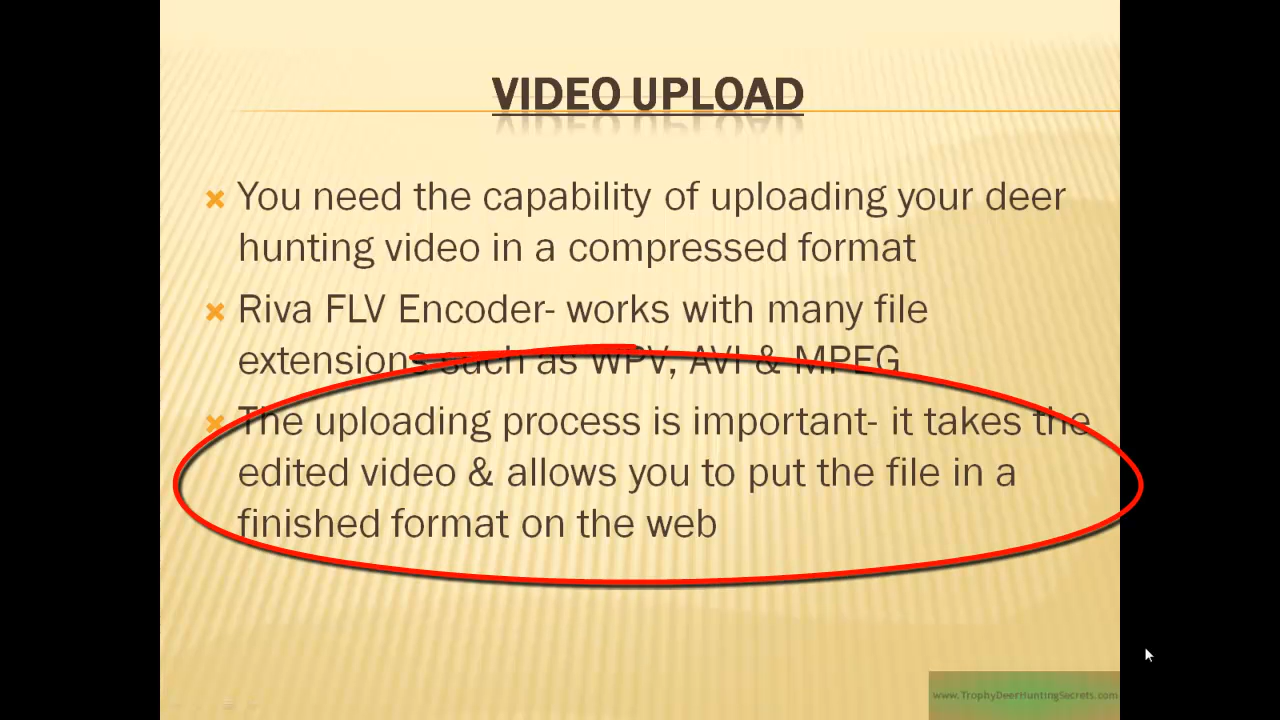 VIDEO UPLOAD
You need the capability of uploading your deer
hunting video in a compressed format
Riva FLV Encoder- works with many file
extensions such as WPV, AVI & MPEG
The uploading process is important- it takes the
edited video & allows you to put the file in a
finished format on the web
www.TrophyDeerHuntingSecrets.com